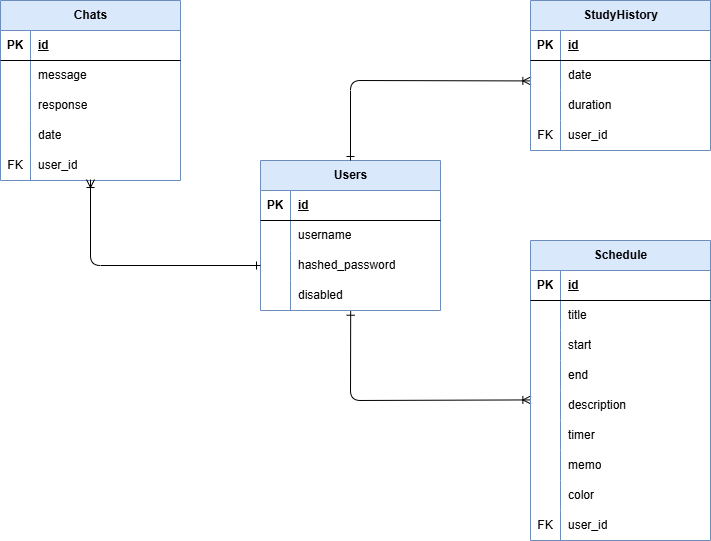 Chats
PK id
message
response
date
FK user_id
StudyHistory
PK id
date
duration
FK user_id
Users
PK id
username
hashed_password
disabled
Schedule
PK id
title
start
end
description
timer
memo
color
FK user_id